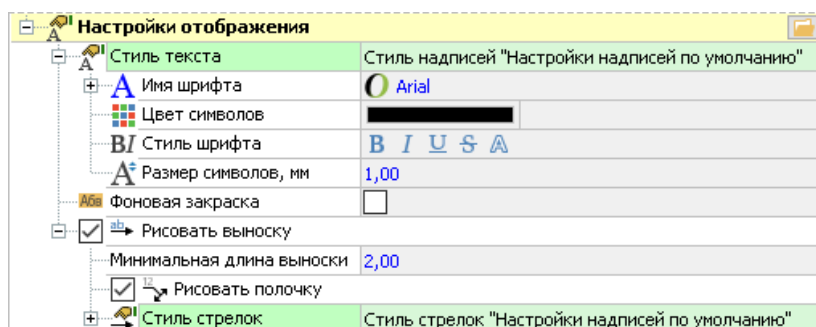 Настройки отображения
Стиль текста Стиль надписей "Настройки надписей по умолчанию"
Имя шрифта Arial
Цвет символов
Стиль шрифта B I U S A
Размер символов, мм 1,00
Абв Фоновая закраска
Рисовать выноску
Минимальная длина выноски 2,00
Рисовать полочку
Стиль стрелок Стиль стрелок "Настройки надписей по умолчанию"